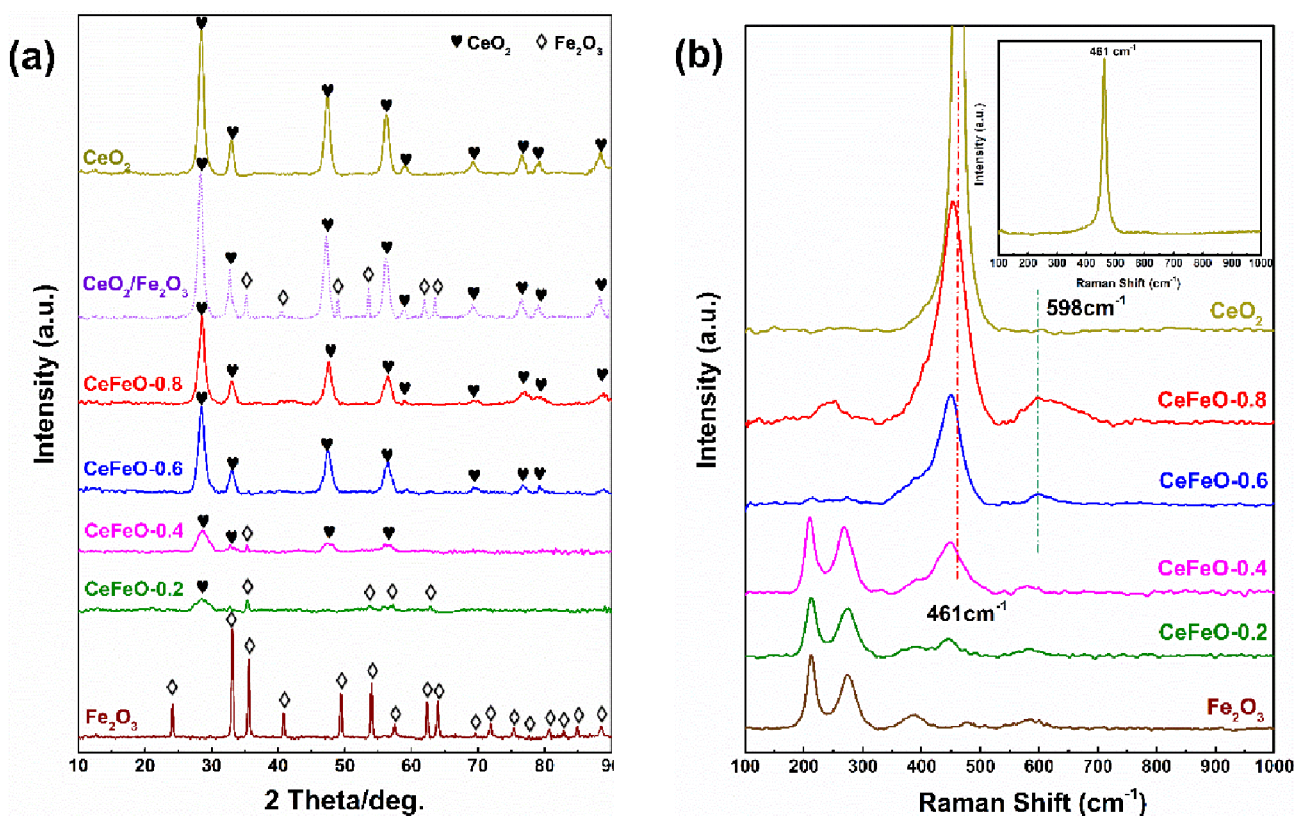 (a)
♥ CeO₂ ◇ Fe₂O₃
CeO₂
CeO₂/Fe₂O₃
CeFeO-0.8
CeFeO-0.6
CeFeO-0.4
CeFeO-0.2
Fe₂O₃
Intensity (a.u.)
10 20 30 40 50 60 70 80 90
2 Theta/deg.
(b)
461 cm⁻¹
Intensity (a.u.)
100 200 300 400 500 600 700 800 900 1000
Raman Shift (cm⁻¹)
598cm⁻¹
CeO₂
CeFeO-0.8
CeFeO-0.6
CeFeO-0.4
461cm⁻¹
CeFeO-0.2
Fe₂O₃
Intensity (a.u.)
100 200 300 400 500 600 700 800 900 1000
Raman Shift (cm⁻¹)